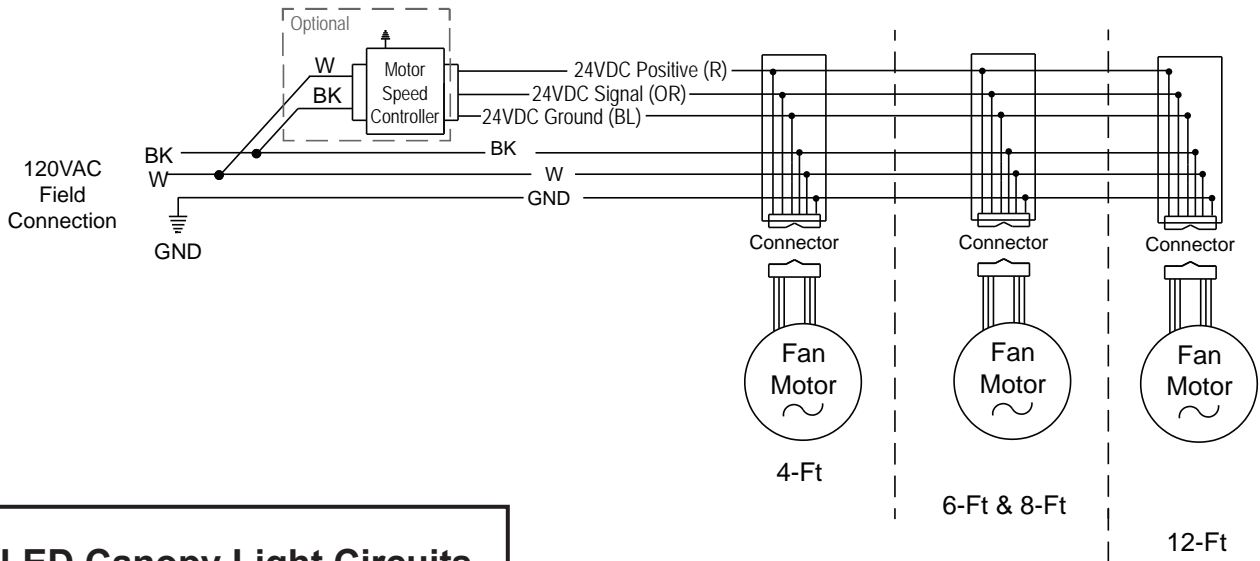 Optional
W
BK
Motor
Speed
Controller
24VDC Positive (R)
24VDC Signal (OR)
24VDC Ground (BL)
120VAC
Field
Connection
BK
W
GND
BK
W
GND
Connector
Connector
Connector
Fan
Motor
Fan
Motor
Fan
Motor
4-Ft
6-Ft & 8-Ft
12-Ft
LED Canopy Light Circuits